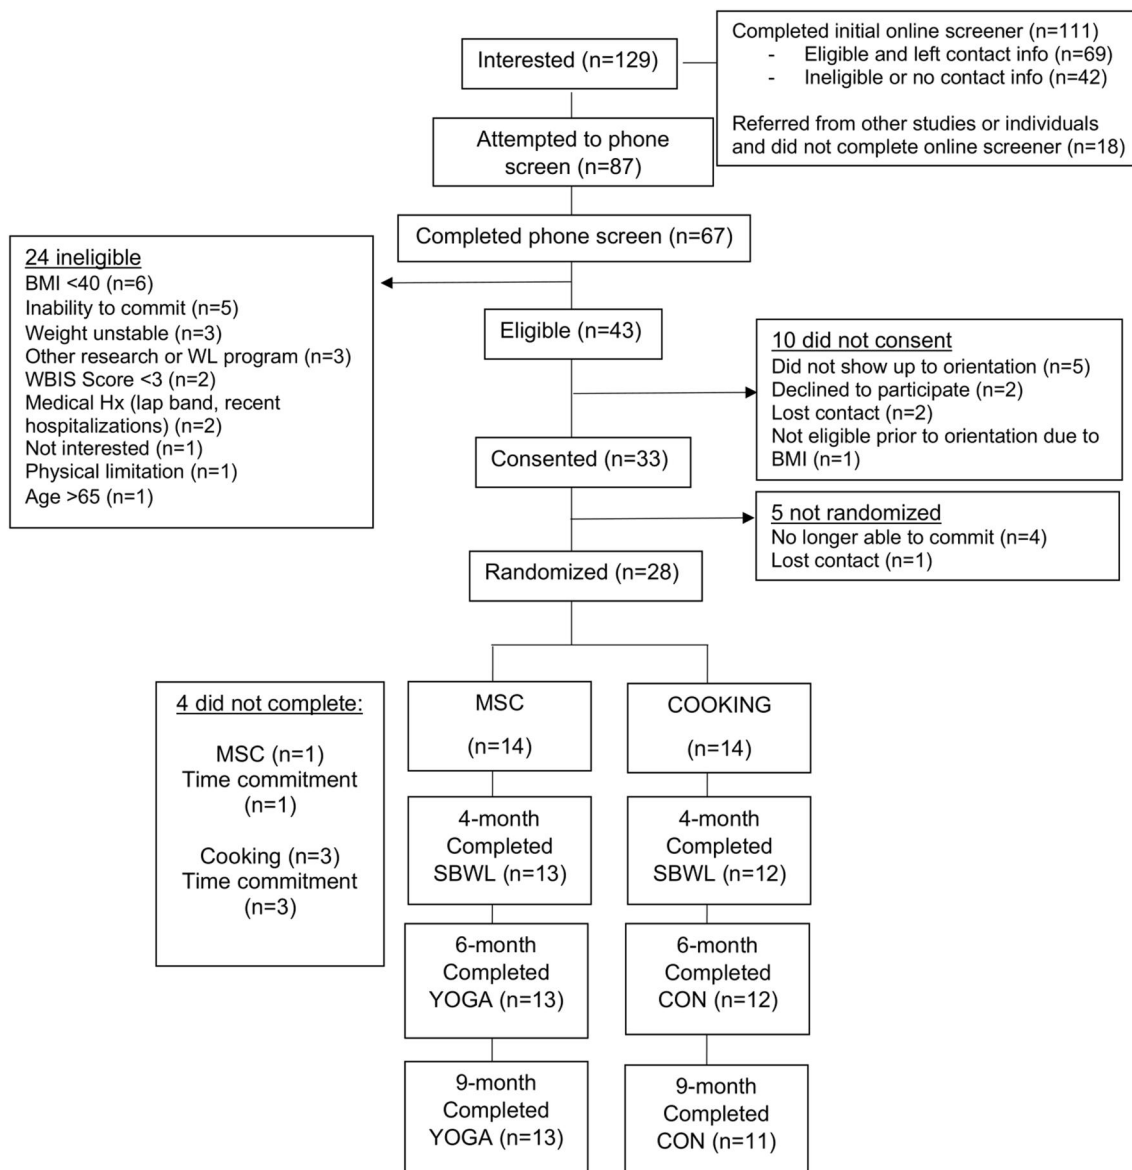 Interested (n=129)
Completed initial online screener (n=111)
- Eligible and left contact info (n=69)
- Ineligible or no contact info (n=42)
Referred from other studies or individuals
and did not complete online screener (n=18)
Attempted to phone
screen (n=87)
Completed phone screen (n=67)
24 ineligible
BMI <40 (n=6)
Inability to commit (n=5)
Weight unstable (n=3)
Other research or WL program (n=3)
WBIS Score <3 (n=2)
Medical Hx (lap band, recent
hospitalizations) (n=2)
Not interested (n=1)
Physical limitation (n=1)
Age >65 (n=1)
Eligible (n=43)
10 did not consent
Did not show up to orientation (n=5)
Declined to participate (n=2)
Lost contact (n=2)
Not eligible prior to orientation due to
BMI (n=1)
Consented (n=33)
5 not randomized
No longer able to commit (n=4)
Lost contact (n=1)
Randomized (n=28)
4 did not complete:
MSC (n=1)
Time commitment
(n=1)
Cooking (n=3)
Time commitment
(n=3)
MSC
(n=14)
COOKING
(n=14)
4-month
Completed
SBWL (n=13)
4-month
Completed
SBWL (n=12)
6-month
Completed
YOGA (n=13)
6-month
Completed
CON (n=12)
9-month
Completed
YOGA (n=13)
9-month
Completed
CON (n=11)